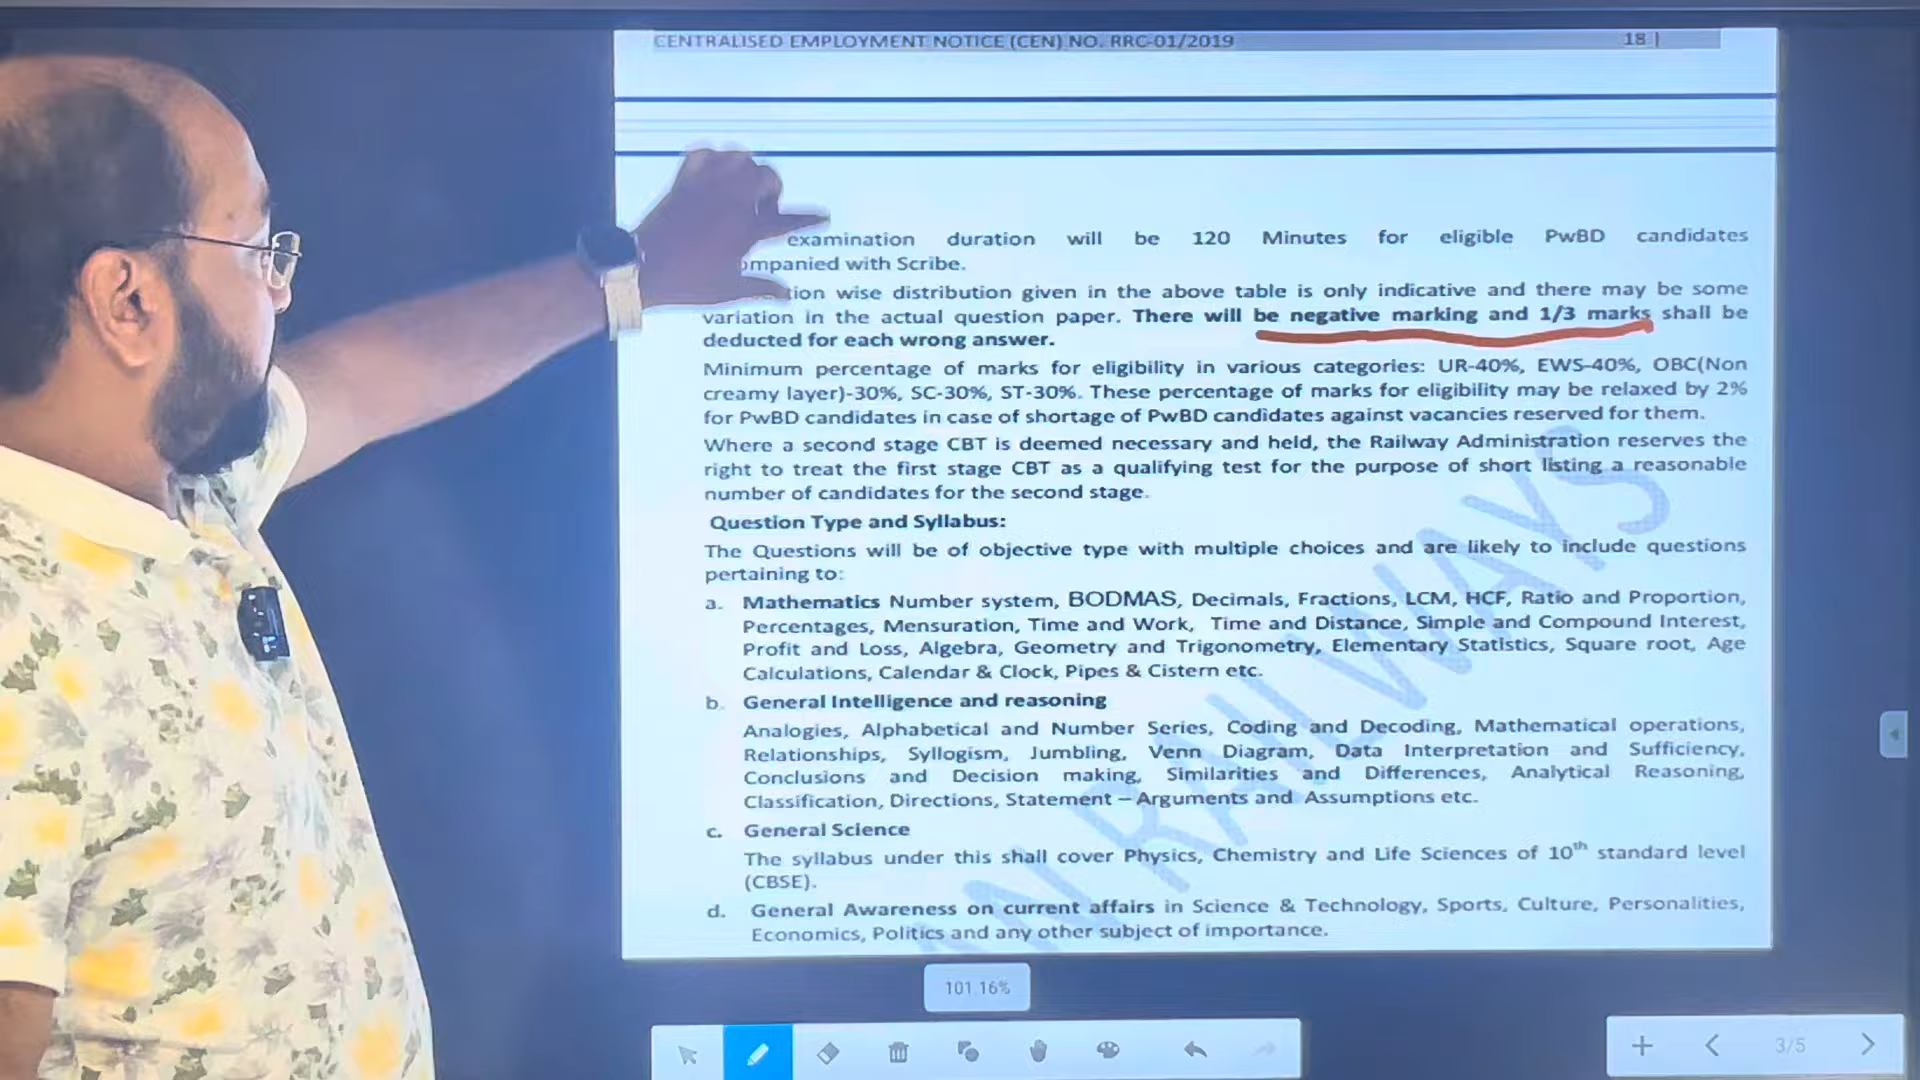 CENTRALISED EMPLOYMENT NOTICE (CEN) NO. RRC-01/2019 18 |
examination duration will be 120 Minutes for eligible PwBD candidates
ompanied with Scribe.
tion wise distribution given in the above table is only indicative and there may be some
variation in the actual question paper. There will be negative marking and 1/3 marks shall be
deducted for each wrong answer.
Minimum percentage of marks for eligibility in various categories: UR-40%, EWS-40%, OBC(Non
creamy layer)-30%, SC-30%, ST-30%. These percentage of marks for eligibility may be relaxed by 2%
for PwBD candidates in case of shortage of PwBD candidates against vacancies reserved for them.
Where a second stage CBT is deemed necessary and held, the Railway Administration reserves the
right to treat the first stage CBT as a qualifying test for the purpose of short listing a reasonable
number of candidates for the second stage.
Question Type and Syllabus:
The Questions will be of objective type with multiple choices and are likely to include questions
pertaining to:
a. Mathematics Number system, BODMAS, Decimals, Fractions, LCM, HCF, Ratio and Proportion,
Percentages, Mensuration, Time and Work, Time and Distance, Simple and Compound Interest,
Profit and Loss, Algebra, Geometry and Trigonometry, Elementary Statistics, Square root, Age
Calculations, Calendar & Clock, Pipes & Cistern etc.
b. General Intelligence and reasoning
Analogies, Alphabetical and Number Series, Coding and Decoding, Mathematical operations,
Relationships, Syllogism, Jumbling, Venn Diagram, Data Interpretation and Sufficiency,
Conclusions and Decision making, Similarities and Differences, Analytical Reasoning,
Classification, Directions, Statement – Arguments and Assumptions etc.
c. General Science
The syllabus under this shall cover Physics, Chemistry and Life Sciences of 10th standard level
(CBSE).
d. General Awareness on current affairs in Science & Technology, Sports, Culture, Personalities,
Economics, Politics and any other subject of importance.
RAILWAYS
101.16%
3/5